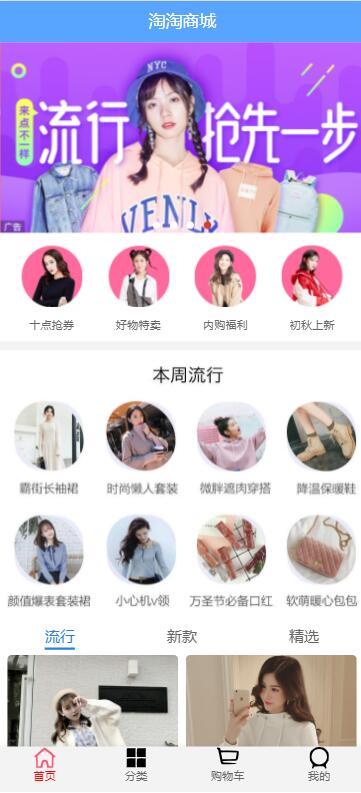 淘淘商城
NYC
来点不一样
流行
抢先一步
VENI
广告
十点抢券
好物特卖
内购福利
初秋上新
本周流行
霸街长袖裙
时尚懒人套装
微胖遮肉穿搭
降温保暖鞋
颜值爆表套装裙
小心机v领
万圣节必备口红
软萌暖心包包
流行
新款
精选
首页
分类
购物车
我的